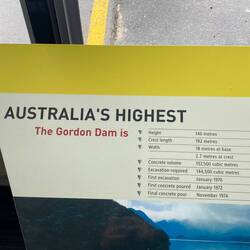 AUSTRALIA'S HIGHEST
The Gordon Dam is
Height 140 metres
Crest length 192 metres
Width 18 metres at base
2.7 metres at crest
Concrete volume 157,500 cubic metres
Excavation required 144,500 cubic metres
First excavation January 1970
First concrete poured January 1972
Final concrete pour November 1974